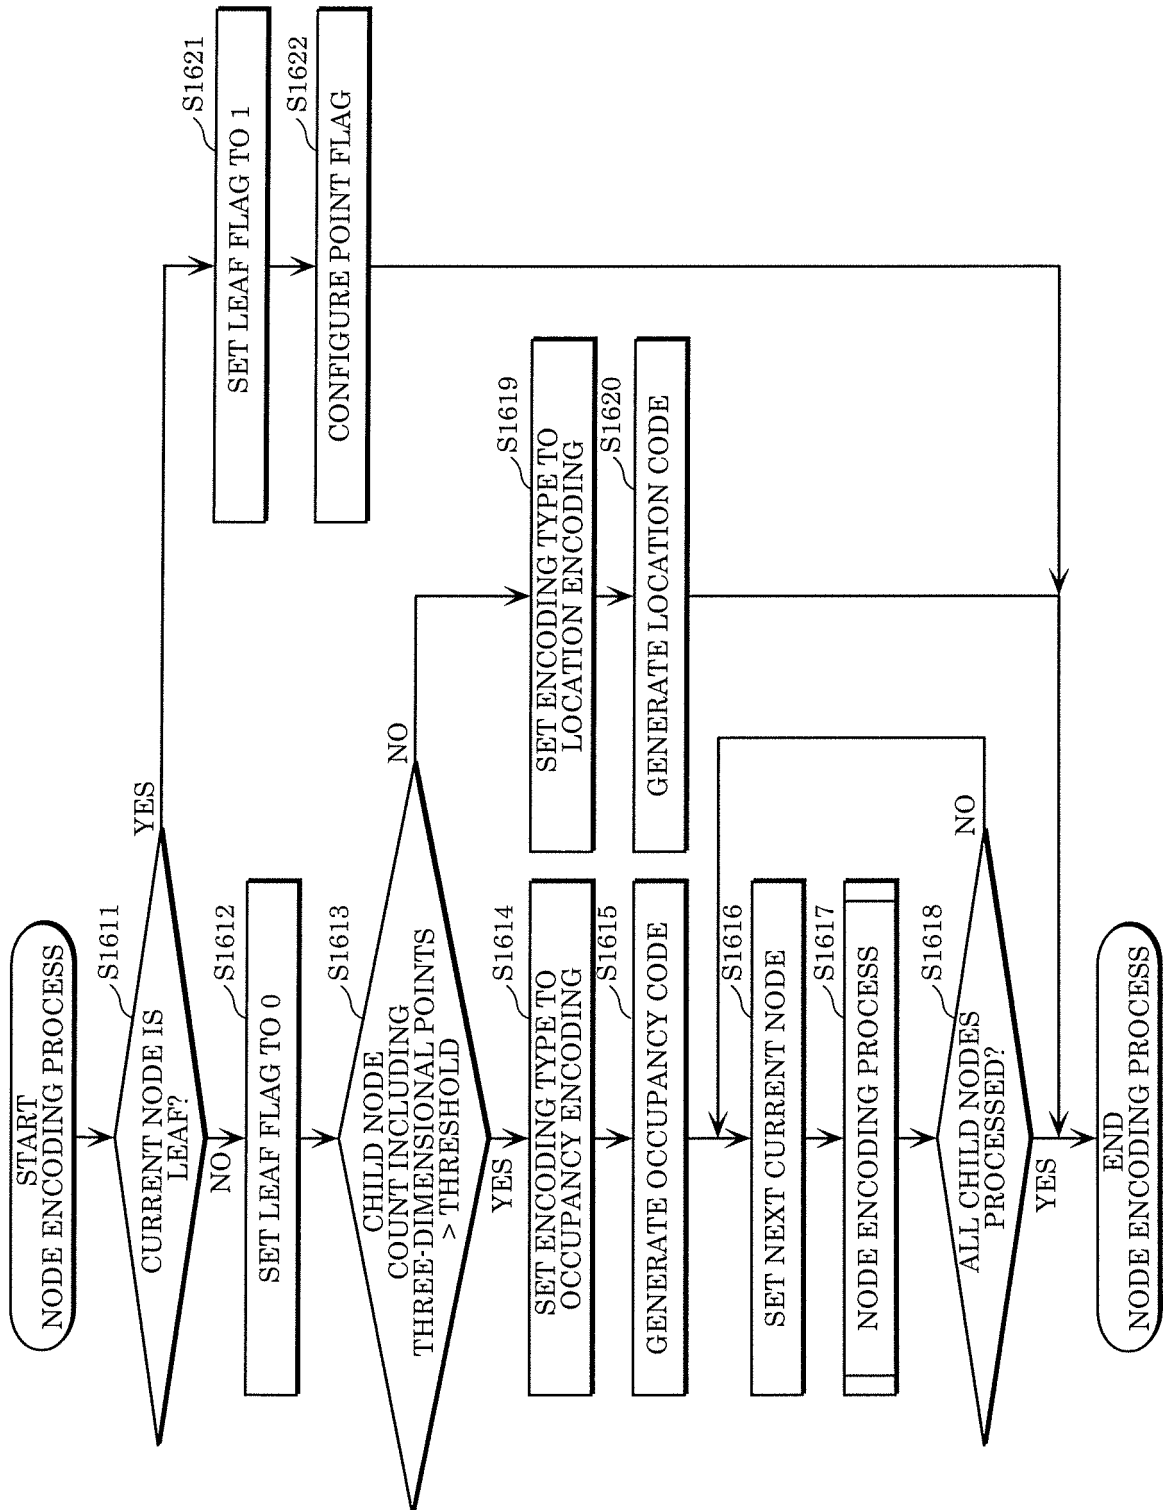 START
NODE ENCODING PROCESS
S1611
CURRENT NODE IS
LEAF?
YES
NO
S1612
SET LEAF FLAG TO 0
S1613
CHILD NODE
COUNT INCLUDING
THREE-DIMENSIONAL POINTS
> THRESHOLD
NO
YES
S1614
SET ENCODING TYPE TO
OCCUPANCY ENCODING
S1615
GENERATE OCCUPANCY CODE
S1616
SET NEXT CURRENT NODE
S1617
NODE ENCODING PROCESS
S1618
ALL CHILD NODES
PROCESSED?
NO
YES
S1619
SET ENCODING TYPE TO
LOCATION ENCODING
S1620
GENERATE LOCATION CODE
S1621
SET LEAF FLAG TO 1
S1622
CONFIGURE POINT FLAG
END
NODE ENCODING PROCESS